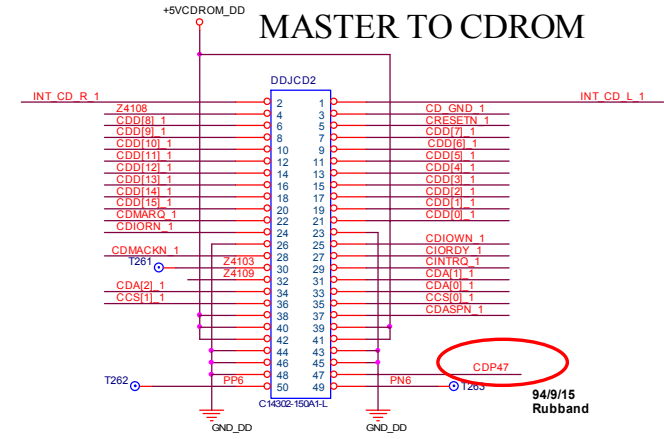 +5VCDROM_DD
MASTER TO CDROM
DDJCD2
INT_CD_R_1 2 1 INT_CD_L_1
Z4108 4 3 CD_GND_1
CDD[8]_1 6 5 CRESETN_1
CDD[9]_1 8 7 CDD[7]_1
CDD[10]_1 10 9 CDD[6]_1
CDD[11]_1 12 11 CDD[5]_1
CDD[12]_1 14 13 CDD[4]_1
CDD[13]_1 16 15 CDD[3]_1
CDD[14]_1 18 17 CDD[2]_1
CDD[15]_1 20 19 CDD[1]_1
CDMARQ_1 22 21 CDD[0]_1
CDIORN_1 24 23
26 25 CDIOWN_1
CDMACKN_1 28 27 CIORDY_1
T261 Z4103 30 29 CINTRQ_1
Z4109 32 31 CDA[1]_1
CDA[2]_1 34 33 CDA[0]_1
CCS[1]_1 36 35 CCS[0]_1
38 37 CDASPN_1
40 39
42 41
44 43
46 45
48 47 CDP47
T262 PP6 50 49 PN6 T263
C14302-150A1-L
94/9/15
Rubband
GND_DD GND_DD